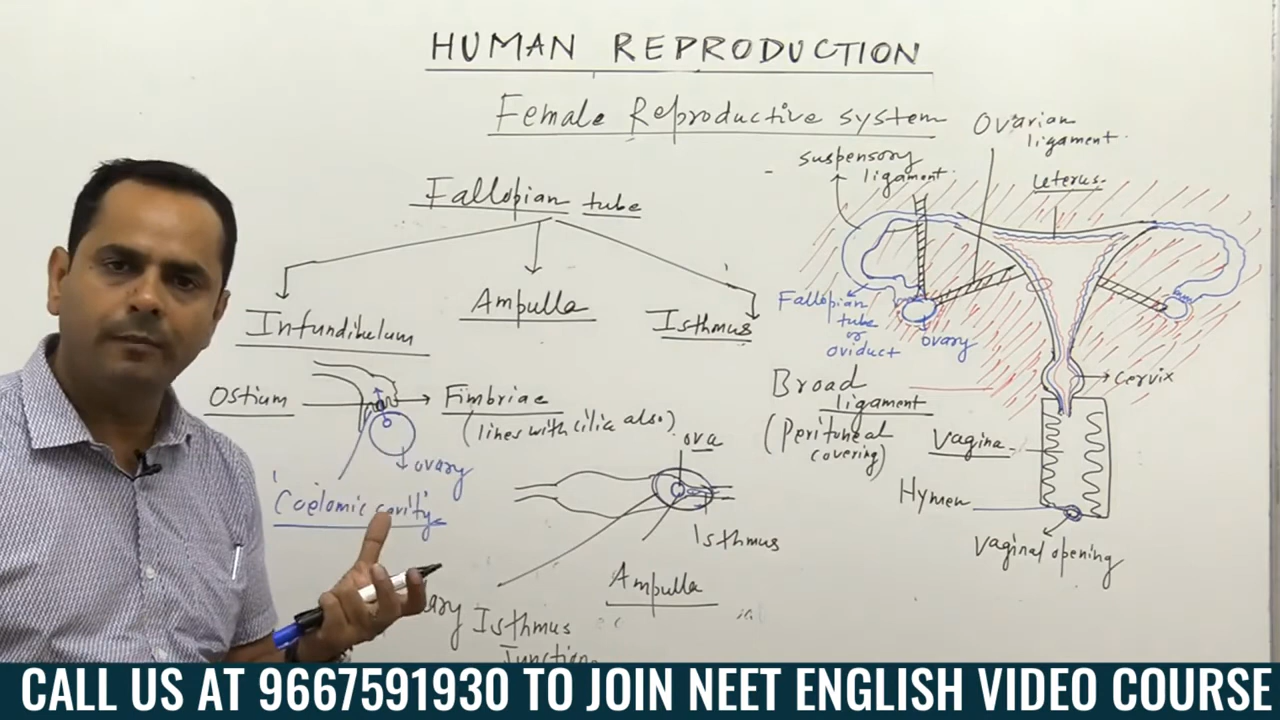 HUMAN REPRODUCTION
Female Reproductive system
Ovarian
ligament
suspensory
ligament
uterus
Fallopian tube
Infundibulum
Ampulla
Isthmus
Fallopian
tube
or
oviduct
ovary
Ostium
Fimbriae
(lines with cilia also)
ovary
Coelomic cavity
Broad
ligament
(Peritoneal
covering)
Cervix
Vagina
Hymen
Vaginal opening
ova
Isthmus
Ampulla
Isthmus
Junction
CALL US AT 9667591930 TO JOIN NEET ENGLISH VIDEO COURSE